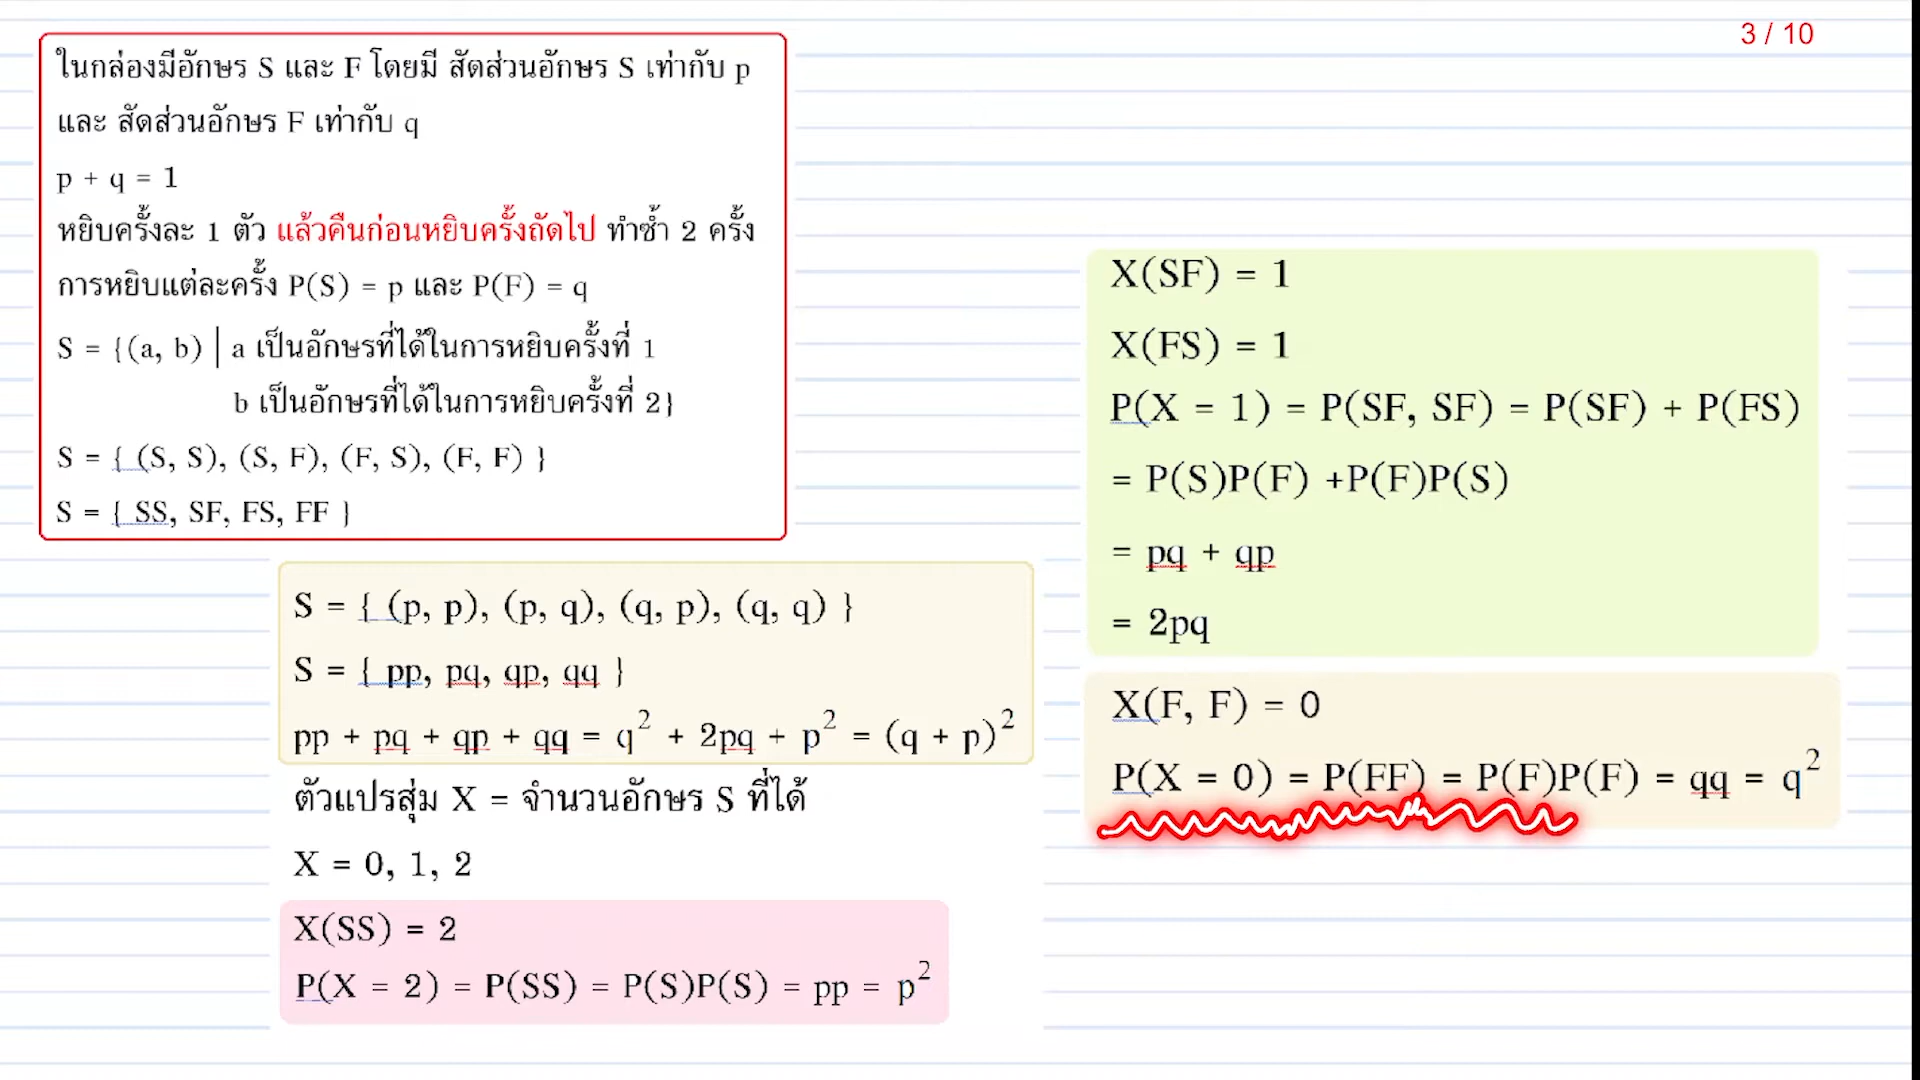 3 / 10
ในกล่องมีอักษร S และ F โดยมี สัดส่วนอักษร S เท่ากับ p
และ สัดส่วนอักษร F เท่ากับ q
p + q = 1
หยิบครั้งละ 1 ตัว แล้วคืนก่อนหยิบครั้งถัดไป ทำซ้ำ 2 ครั้ง
การหยิบแต่ละครั้ง P(S) = p และ P(F) = q
S = {(a, b) | a เป็นอักษรที่ได้ในการหยิบครั้งที่ 1
b เป็นอักษรที่ได้ในการหยิบครั้งที่ 2}
S = { (S, S), (S, F), (F, S), (F, F) }
S = { SS, SF, FS, FF }
S = { (p, p), (p, q), (q, p), (q, q) }
S = { pp, pq, qp, qq }
pp + pq + qp + qq = q² + 2pq + p² = (q + p)²
ตัวแปรสุ่ม X = จำนวนอักษร S ที่ได้
X = 0, 1, 2
X(SS) = 2
P(X = 2) = P(SS) = P(S)P(S) = pp = p²
X(SF) = 1
X(FS) = 1
P(X = 1) = P(SF, SF) = P(SF) + P(FS)
= P(S)P(F) +P(F)P(S)
= pq + qp
= 2pq
X(F, F) = 0
P(X = 0) = P(FF) = P(F)P(F) = qq = q²